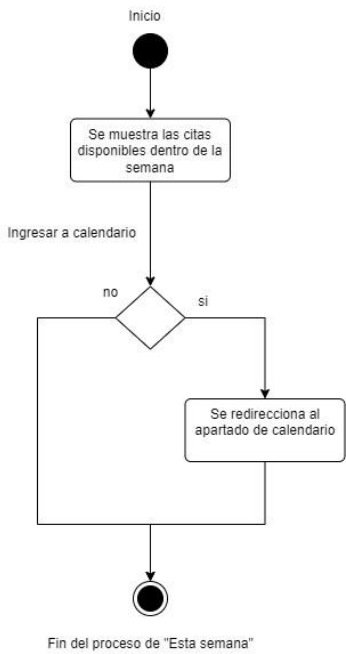 Inicio
Se muestra las citas
disponibles dentro de la
semana
Ingresar a calendario
no
si
Se redirecciona al
apartado de calendario
Fin del proceso de "Esta semana"